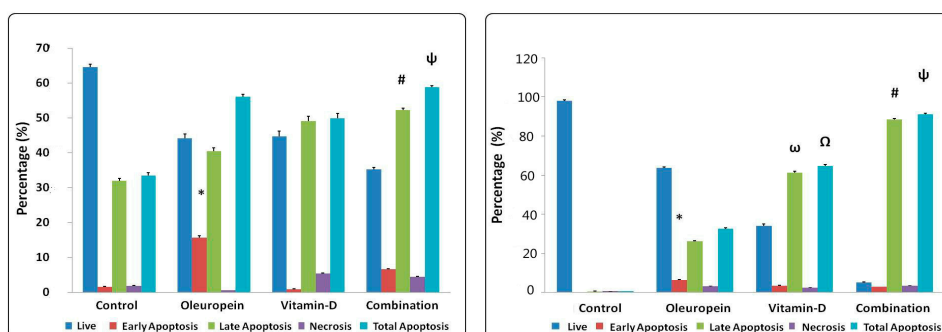 70
60
50
40
30
20
10
0
Percentage (%)
*
#
ψ
Control Oleuropein Vitamin-D Combination
Live Early Apoptosis Late Apoptosis Necrosis Total Apoptosis
120
100
80
60
40
20
0
Percentage (%)
*
ω
Ω
#
ψ
Control Oleuropein Vitamin-D Combination
Live Early Apoptosis Late Apoptosis Necrosis Total Apoptosis